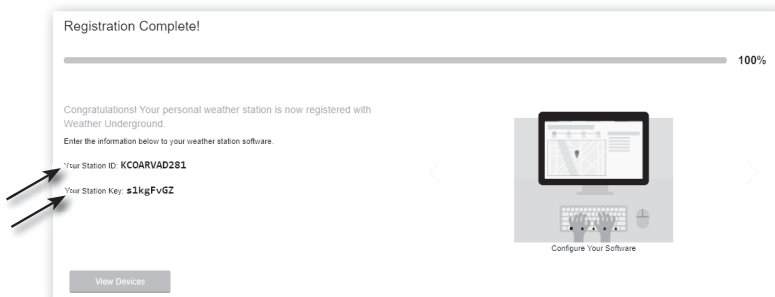 Registration Complete!
100%
Congratulations! Your personal weather station is now registered with
Weather Underground.
Enter the information below to your weather station software.
Your Station ID: KCOARVAD281
Your Station Key: s1kgFvGZ
Configure Your Software
View Devices